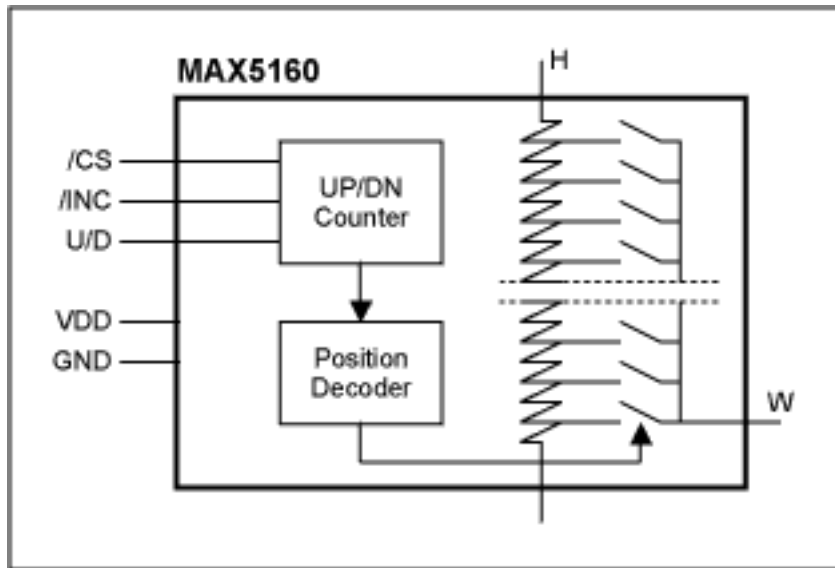 MAX5160
H
/CS
/INC
U/D
UP/DN
Counter
VDD
GND
Position
Decoder
W